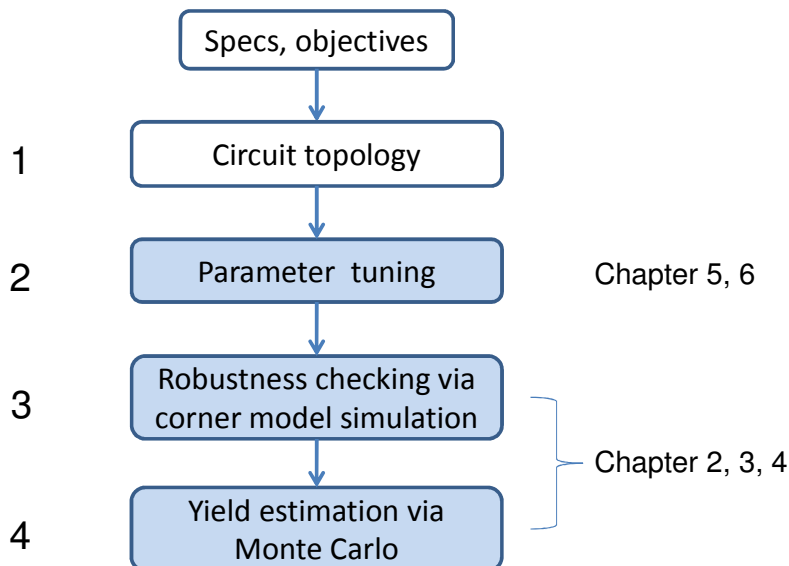 Specs, objectives
1
Circuit topology
2
Parameter tuning
Chapter 5, 6
3
Robustness checking via
corner model simulation
Chapter 2, 3, 4
4
Yield estimation via
Monte Carlo